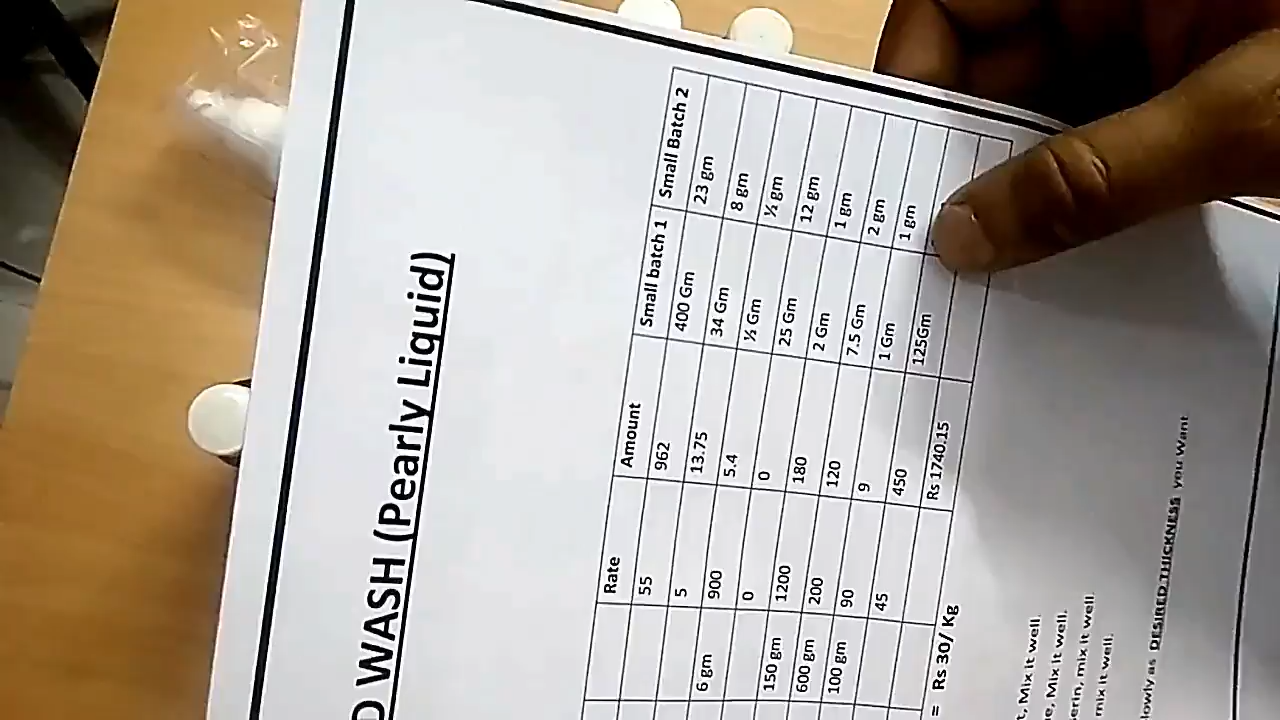 D WASH (Pearly Liquid)
Rate Amount Small batch 1 Small Batch 2
55 962 400 Gm 23 gm
5 13.75 34 Gm 8 gm
6 gm 900 5.4 ½ Gm ½ gm
0 0 25 Gm 12 gm
150 gm 1200 180 2 Gm 1 gm
600 gm 200 120 7.5 Gm 2 gm
100 gm 90 9 1 Gm 1 gm
45 450 125Gm
Rs 1740.15
= Rs 30/ Kg
t, Mix it well.
e, Mix it well.
erin, mix it well.
mix it well.
lowly as DESIRED THICKNESS you Want